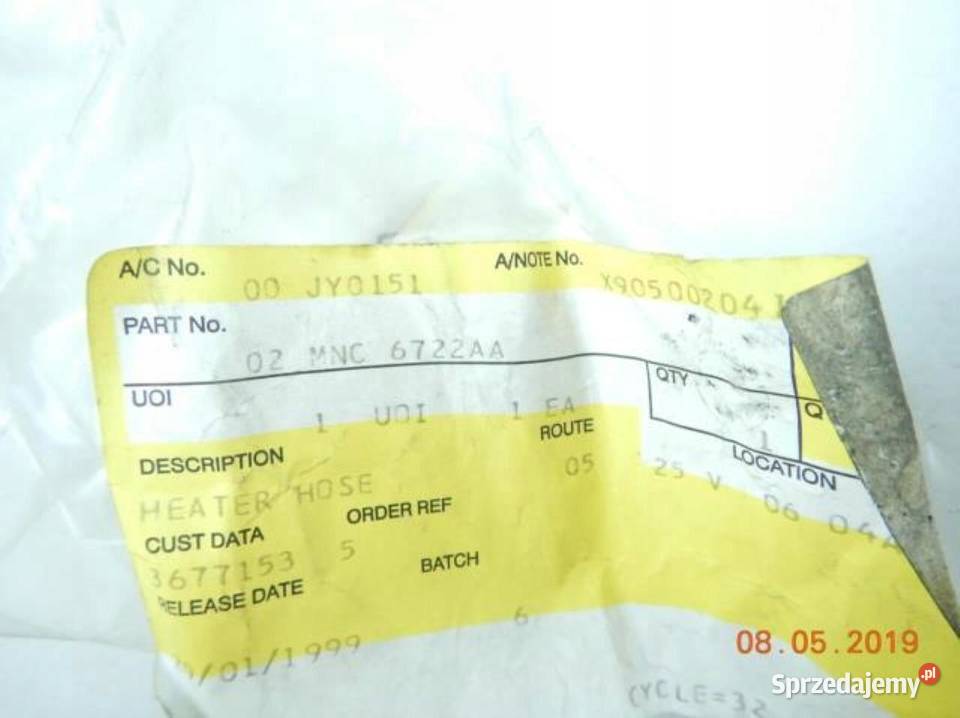 A/C No. A/NOTE No.
00 JY0151 X90500204
PART No.
02 MNC 6722AA
UOI QTY Q
1 UOI 1 EA 1
DESCRIPTION ROUTE LOCATION
HEATER HOSE 05 25 V 06 04
CUST DATA ORDER REF
3677153 5
RELEASE DATE BATCH
/01/1999 6
CYCLE=32
08.05.2019
Sprzedajemy.pl